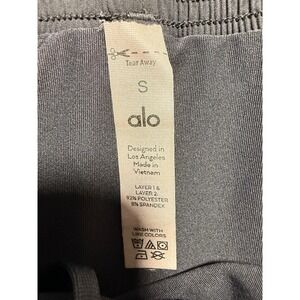 Tear Away
S
alo
Designed in
Los Angeles
Made in
Vietnam
LAYER 1 &
LAYER 2:
92% POLYESTER
8% SPANDEX
WASH WITH
LIKE COLORS